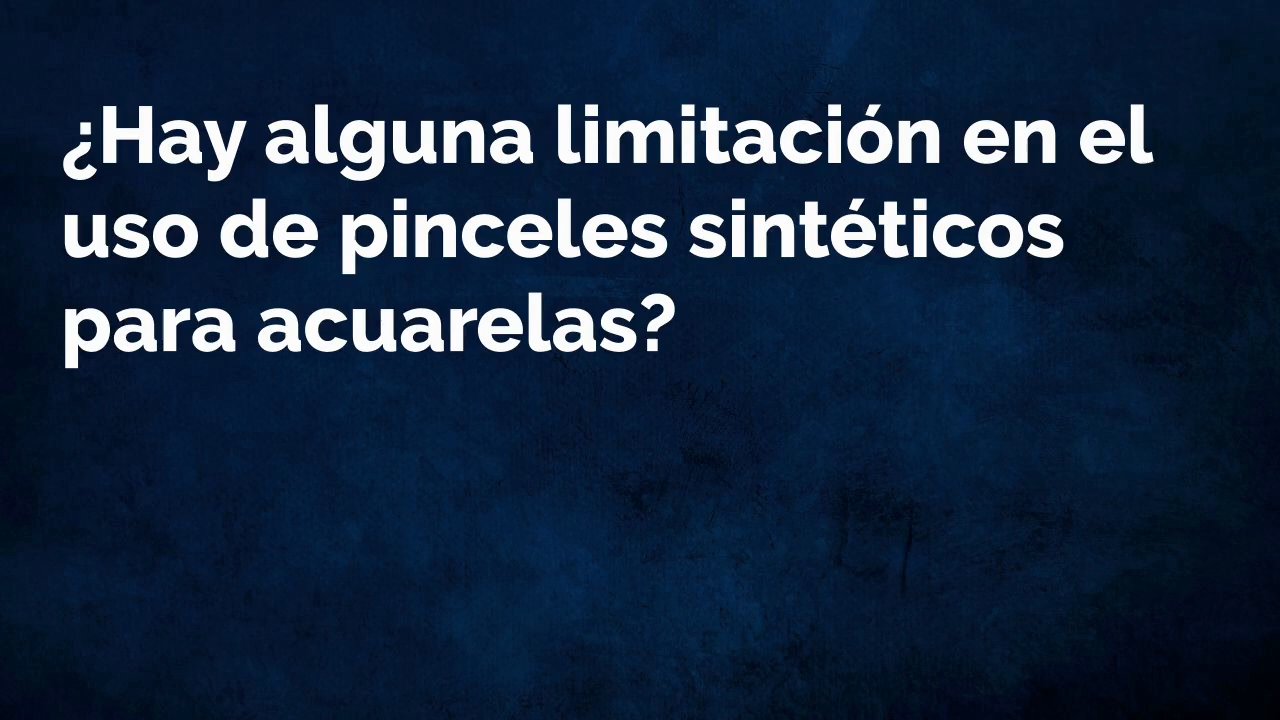 ¿Hay alguna limitación en el
uso de pinceles sintéticos
para acuarelas?